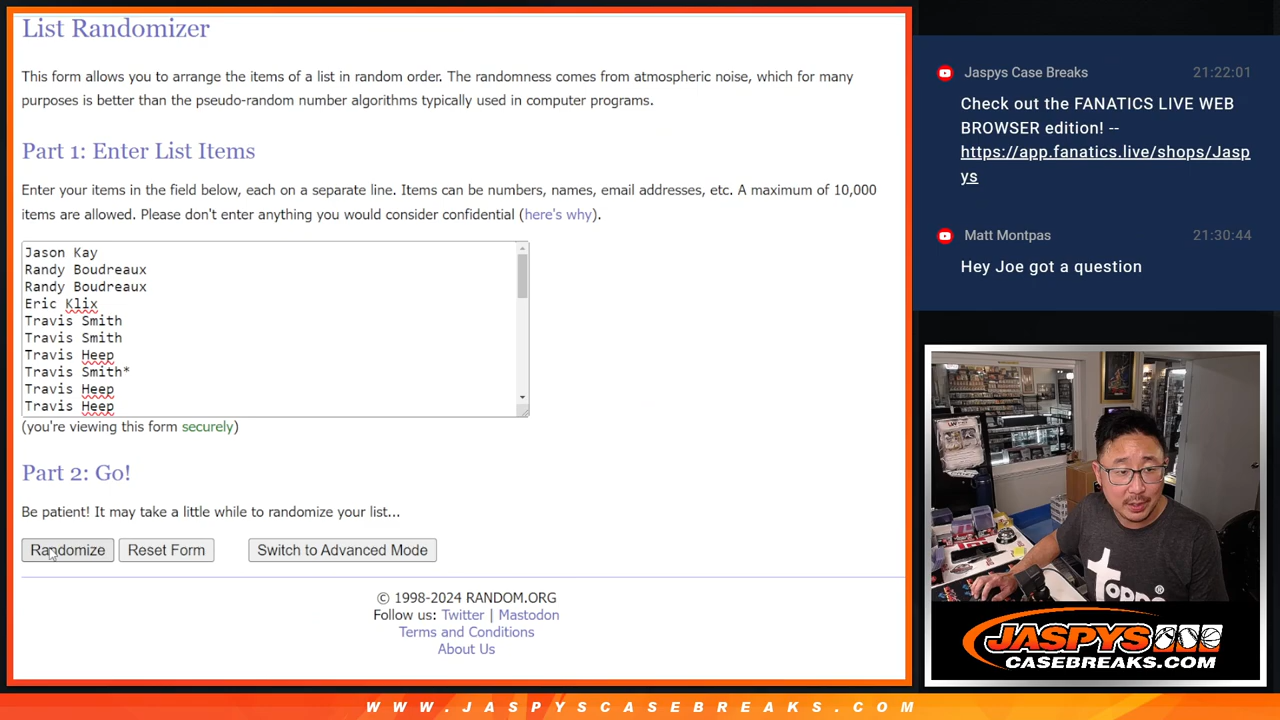 List Randomizer
This form allows you to arrange the items of a list in random order. The randomness comes from atmospheric noise, which for many
purposes is better than the pseudo-random number algorithms typically used in computer programs.
Part 1: Enter List Items
Enter your items in the field below, each on a separate line. Items can be numbers, names, email addresses, etc. A maximum of 10,000
items are allowed. Please don't enter anything you would consider confidential (here's why).
Jason Kay
Randy Boudreaux
Randy Boudreaux
Eric Klix
Travis Smith
Travis Smith
Travis Heep
Travis Smith*
Travis Heep
Travis Heep
(you're viewing this form securely)
Part 2: Go!
Be patient! It may take a little while to randomize your list...
Randomize Reset Form Switch to Advanced Mode
© 1998-2024 RANDOM.ORG
Follow us: Twitter | Mastodon
Terms and Conditions
About Us
Jaspys Case Breaks 21:22:01
Check out the FANATICS LIVE WEB
BROWSER edition! --
https://app.fanatics.live/shops/Jasp
ys
Matt Montpas 21:30:44
Hey Joe got a question
JASPYS
CASEBREAKS.COM
WWW.JASPYSCASEBREAKS.COM